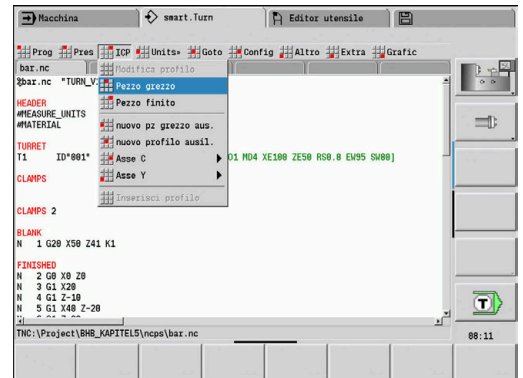 Macchina smart.Turn Editor utensile
Prog Pres ICP Units» Goto Config Altro Extra Grafic
bar.nc
Modifica profilo
%bar.nc "TURN_V
Pezzo grezzo
HEADER
Pezzo finito
#MEASURE_UNITS
#MATERIAL
nuovo pz grezzo aus.
nuovo profilo ausil.
TURRET
T1 ID"001" Asse C MD4 XE100 ZE50 RS0.8 EW95 SW80]
Asse Y
CLAMPS
Inserisci profilo
CLAMPS 2
BLANK
N 1 G20 X50 Z41 K1
FINISHED
N 2 G0 X0 Z0
N 3 G1 X20
N 4 G1 Z-10
N 5 G1 X40 Z-20
TNC:\Project\BHB_KAPITEL5\ncps\bar.nc
T
08:11